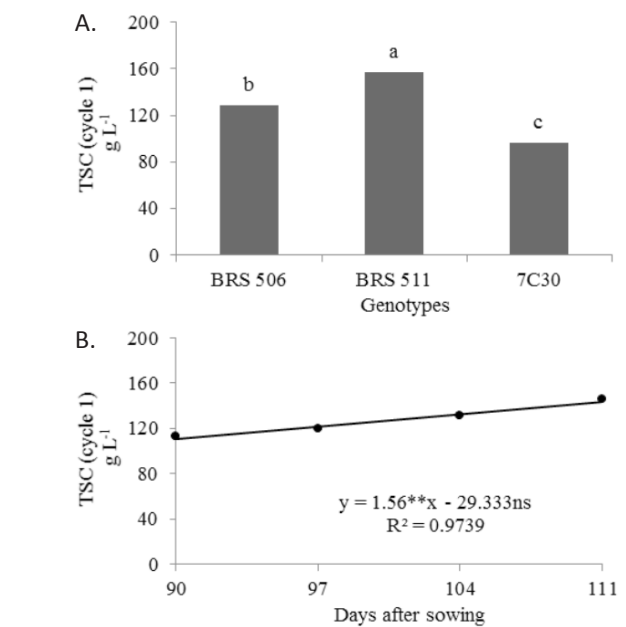 A.
200
160
120
80
40
0
TSC (cycle 1)
g L-1
b
a
c
BRS 506 BRS 511 7C30
Genotypes
B.
200
160
120
80
40
0
TSC (cycle 1)
g L-1
y = 1.56**x - 29.333ns
R² = 0.9739
90 97 104 111
Days after sowing